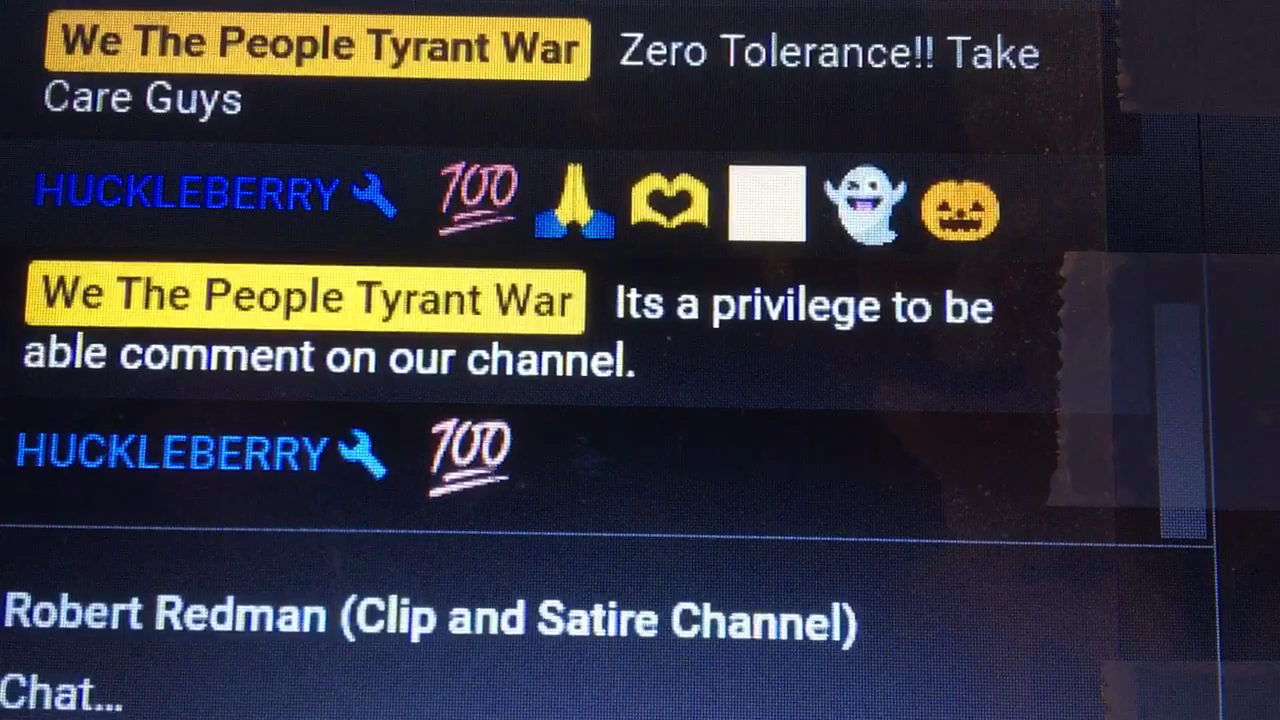 We The People Tyrant War Zero Tolerance!! Take
Care Guys
HUCKLEBERRY🔧 💯🙏🫶⬜👻🎃
We The People Tyrant War Its a privilege to be
able comment on our channel.
HUCKLEBERRY🔧 💯
Robert Redman (Clip and Satire Channel)
Chat...